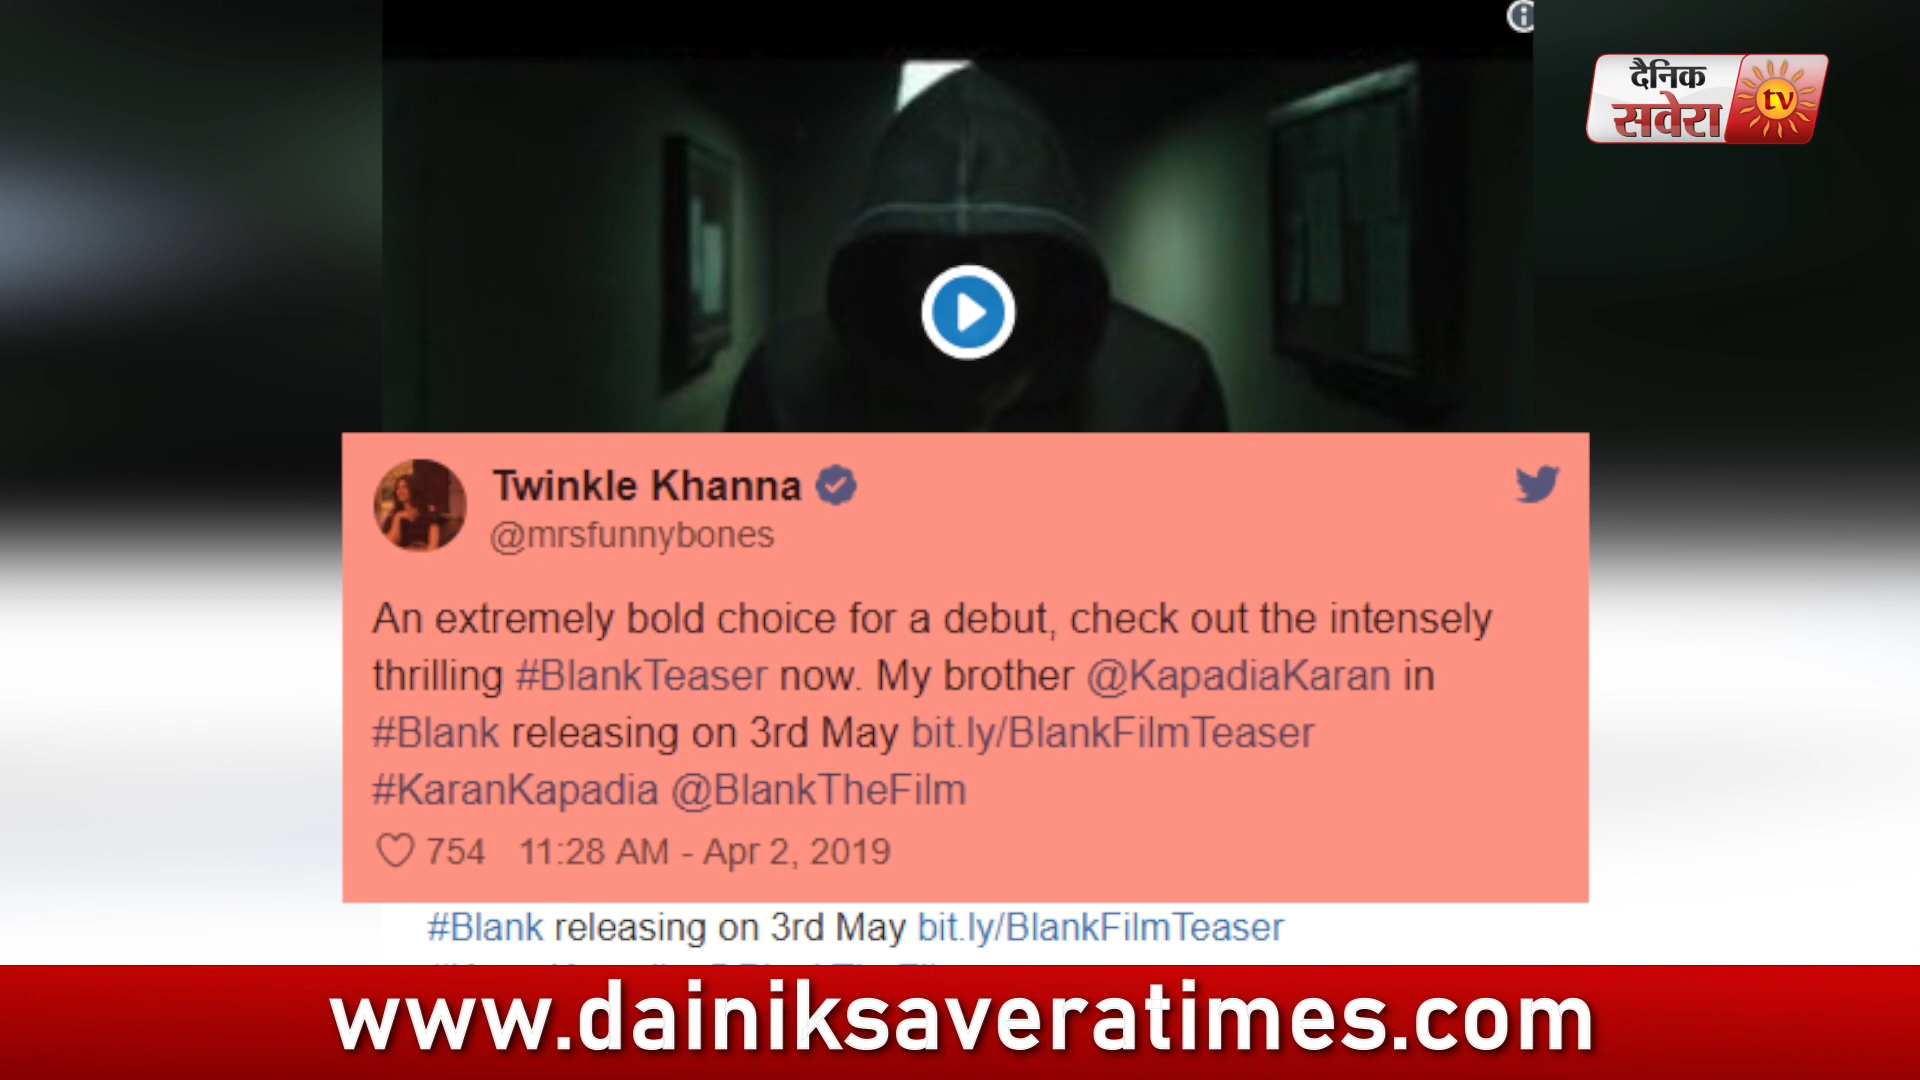 दैनिक
सवेरा
tv
Twinkle Khanna
@mrsfunnybones
An extremely bold choice for a debut, check out the intensely
thrilling #BlankTeaser now. My brother @KapadiaKaran in
#Blank releasing on 3rd May bit.ly/BlankFilmTeaser
#KaranKapadia @BlankTheFilm
754 11:28 AM - Apr 2, 2019
#Blank releasing on 3rd May bit.ly/BlankFilmTeaser
www.dainiksaveratimes.com